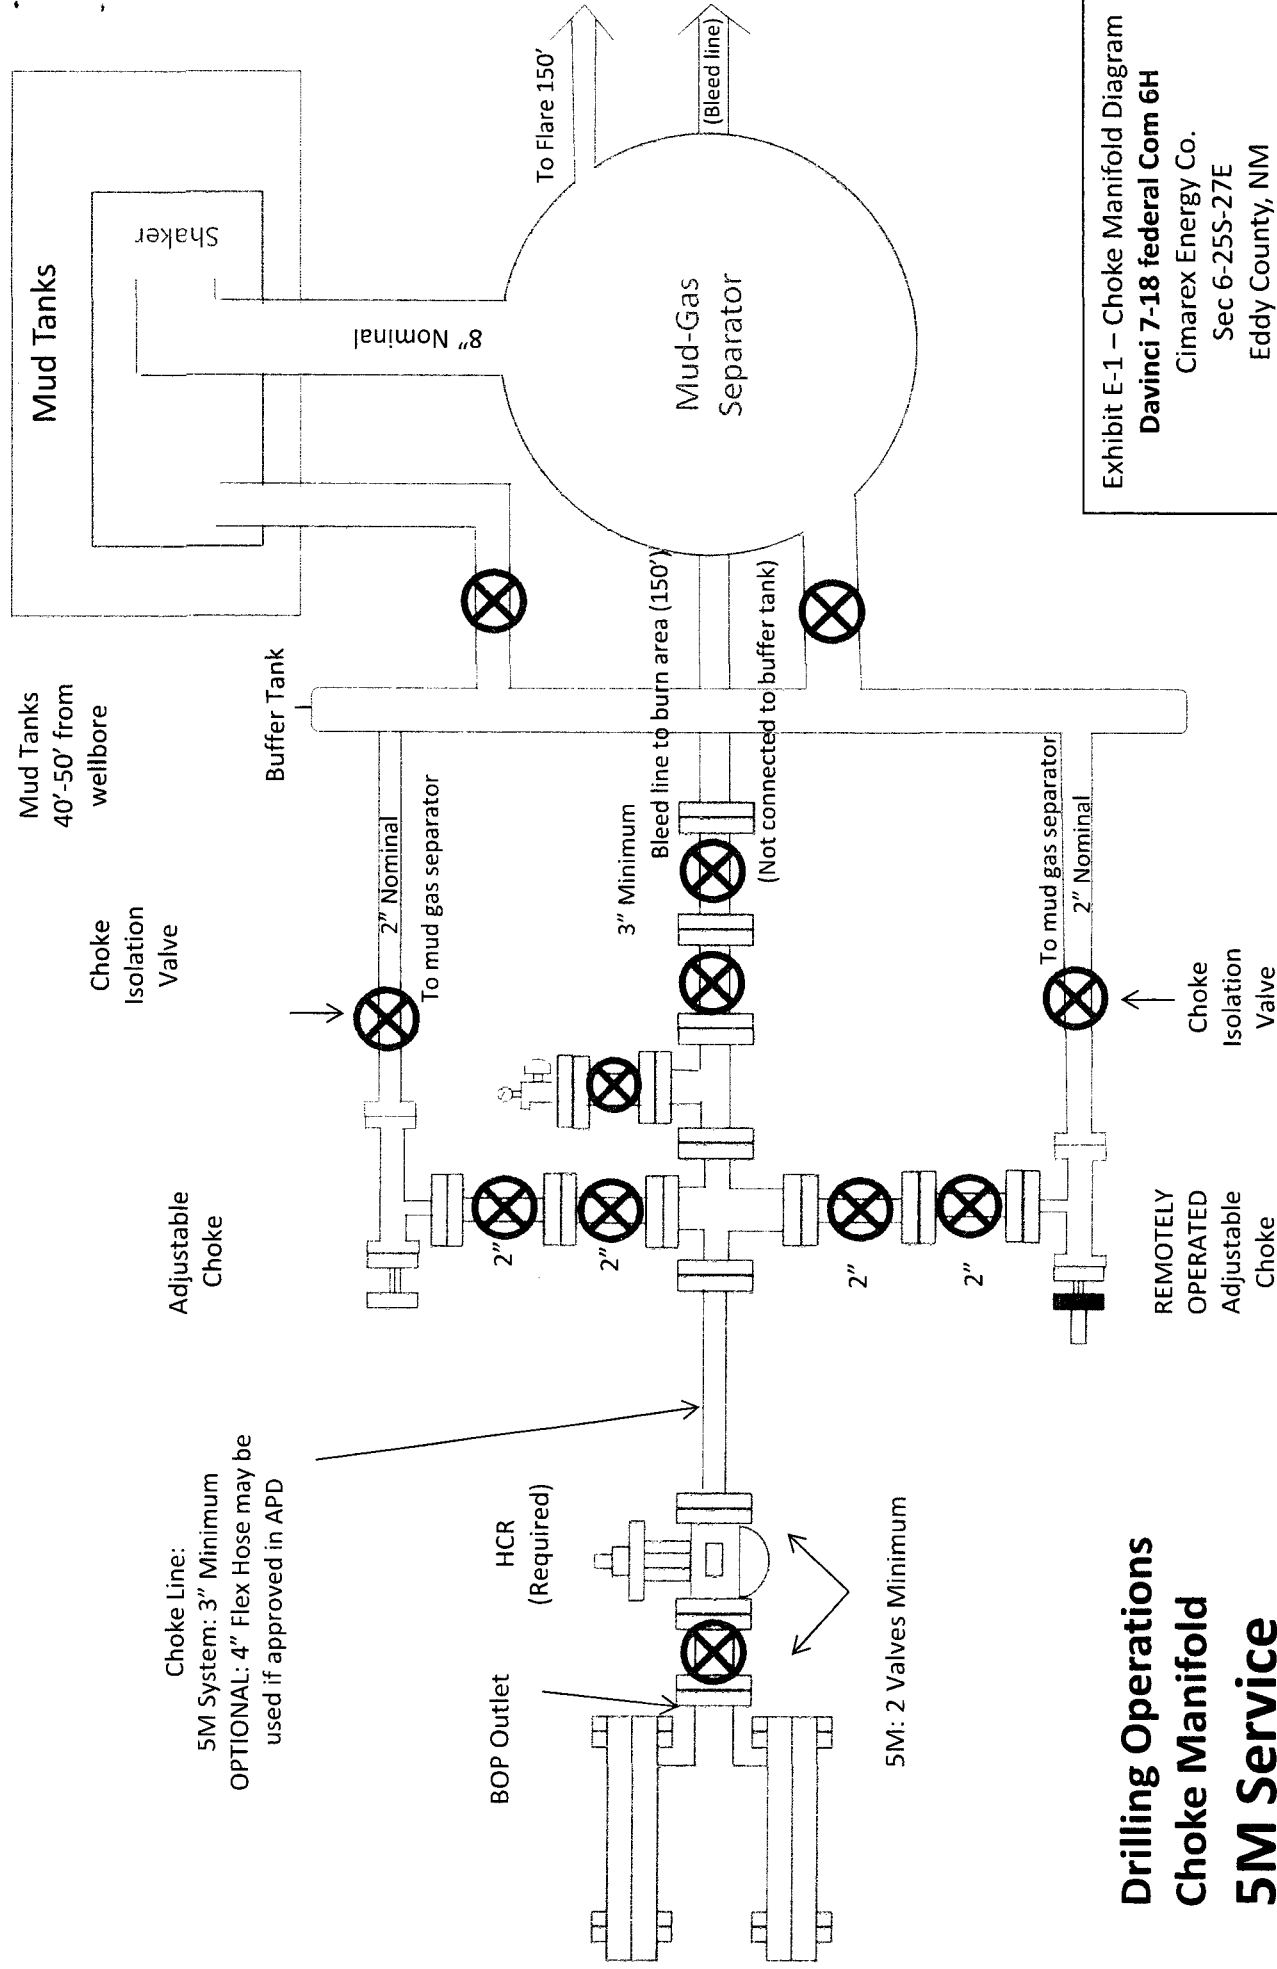 Mud Tanks
Shaker
8" Nominal
To Flare 150'
(Bleed line)
Mud-Gas
Separator
Mud Tanks
40'-50' from
wellbore
Buffer Tank
Choke
Isolation
Valve
2" Nominal
To mud gas separator
3" Minimum
Bleed line to burn area (150')
(Not connected to buffer tank)
To mud gas separator
2" Nominal
Choke
Isolation
Valve
Adjustable
Choke
2"
2"
2"
2"
REMOTELY
OPERATED
Adjustable
Choke
Choke Line:
5M System: 3" Minimum
OPTIONAL: 4" Flex Hose may be
used if approved in APD
HCR
(Required)
BOP Outlet
5M: 2 Valves Minimum
Drilling Operations
Choke Manifold
5M Service
Exhibit E-1 – Choke Manifold Diagram
Davinci 7-18 federal Com 6H
Cimarex Energy Co.
Sec 6-25S-27E
Eddy County, NM